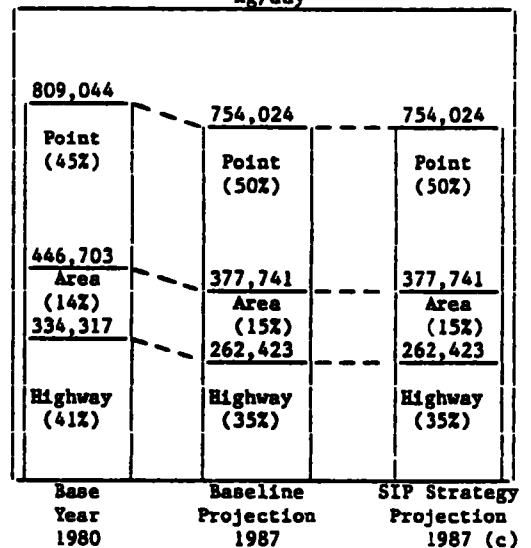 kg/day
809,044
754,024 754,024
Point
(45%)
Point Point
(50%) (50%)
446,703
Area
(14%)
377,741 377,741
Area Area
(15%) (15%)
334,317
262,423 262,423
Highway Highway Highway
(41%) (35%) (35%)
Base Baseline SIP Strategy
Year Projection Projection
1980 1987 1987 (c)